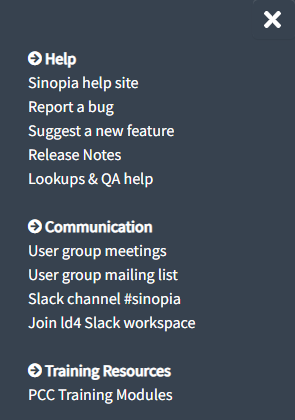 Help
Sinopia help site
Report a bug
Suggest a new feature
Release Notes
Lookups & QA help
Communication
User group meetings
User group mailing list
Slack channel #sinopia
Join ld4 Slack workspace
Training Resources
PCC Training Modules